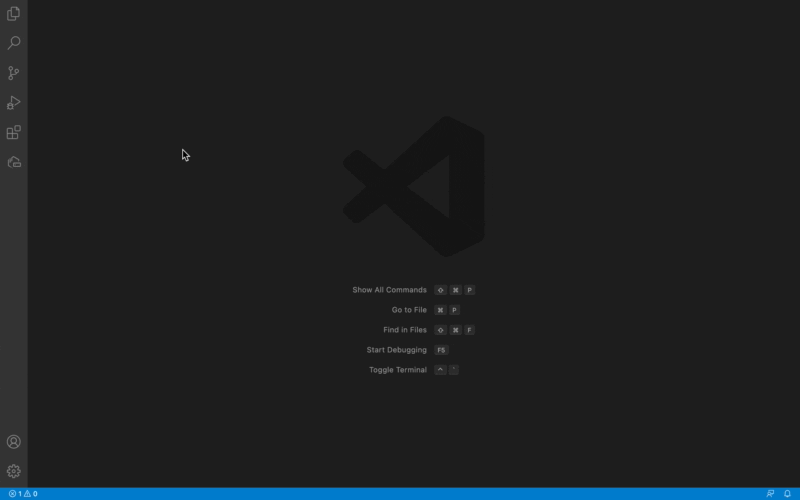 Show All Commands ⇧ ⌘ P
Go to File ⌘ P
Find in Files ⇧ ⌘ F
Start Debugging F5
Toggle Terminal ^ `
1 0